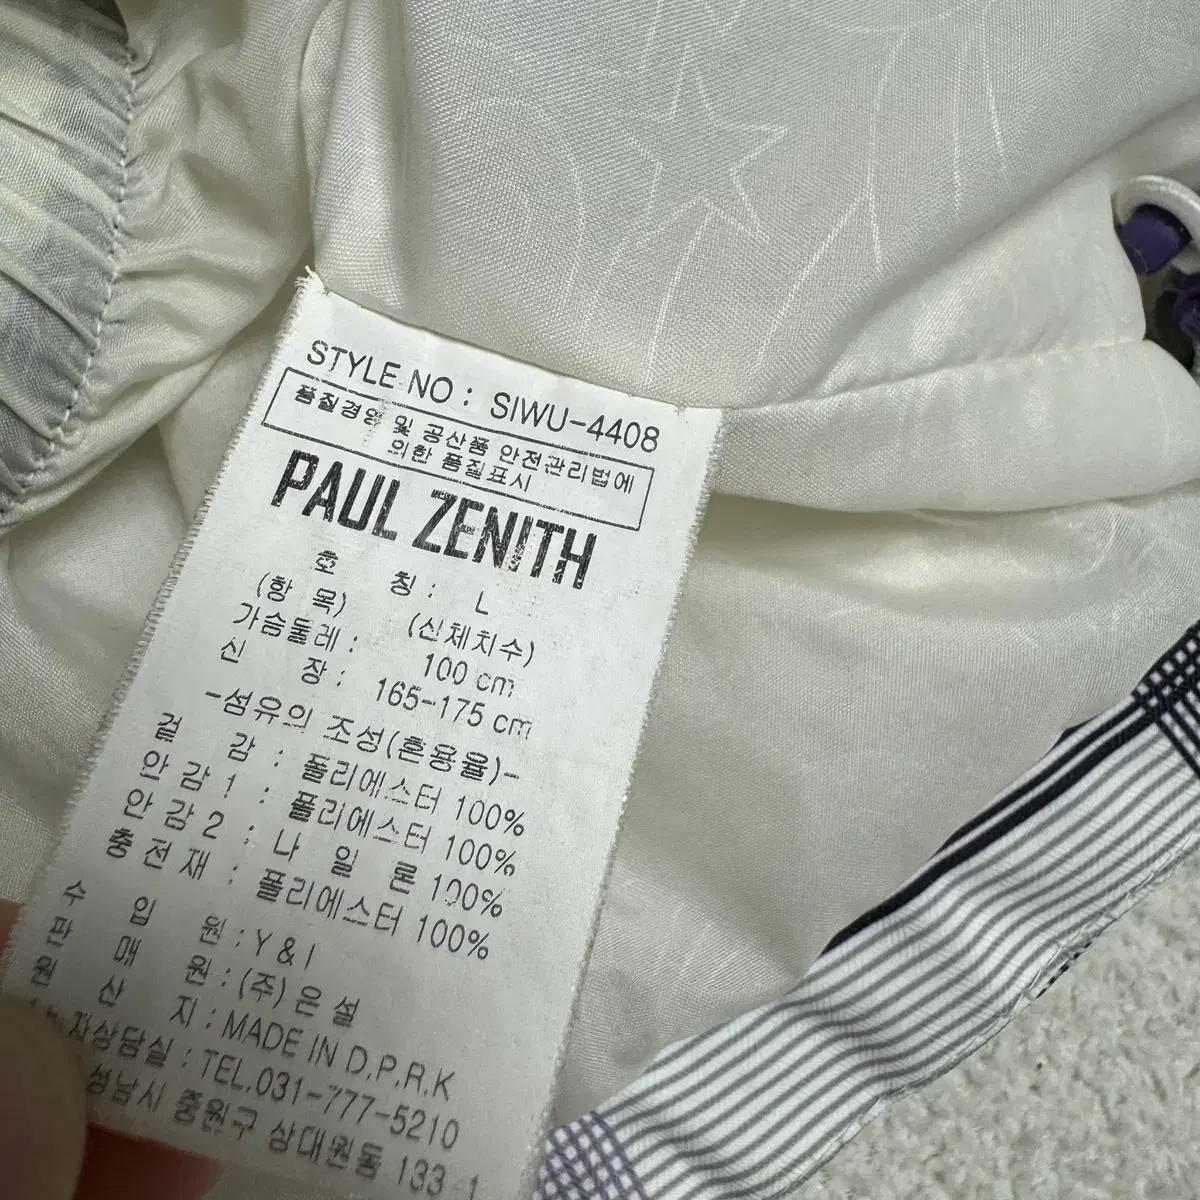 STYLE NO : SIWU-4408
품질경영 및 공산품 안전관리법에
의한 품질표시
PAUL ZENITH
호 칭 : L
(항 목) (신체치수)
가슴둘레 : 100 cm
신 장 : 165-175 cm
-섬유의 조성(혼용율)-
겉 감 : 폴리에스터 100%
안 감 1 : 폴리에스터 100%
안 감 2 : 나 일 론 100%
충 전 재 : 폴리에스터 100%
수 입 원 : Y & I
판 매 원 : (주) 은 설
원 산 지 : MADE IN D.P.R.K
자상담실 : TEL.031-777-5210
성남시 중원구 상대원동 133 1